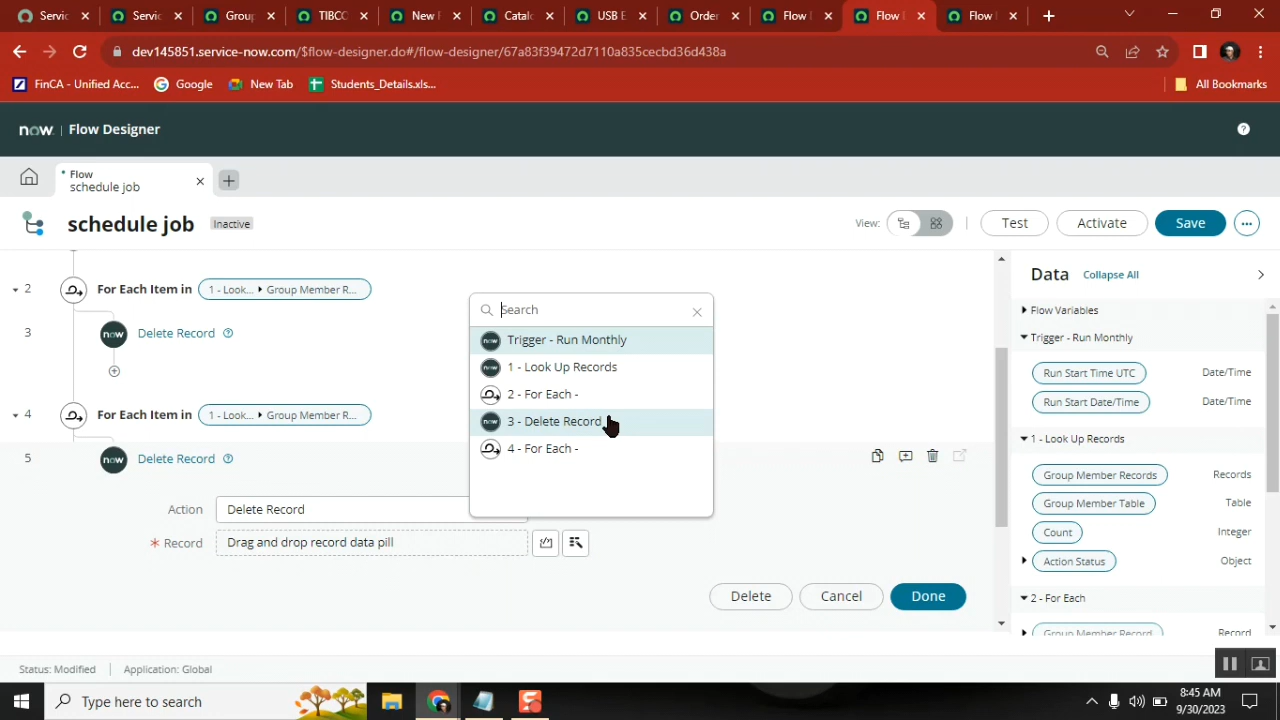 Servic
Servic
Group
TIBCO
New F
Catalo
USB E
Order
Flow
Flow
Flow
dev145851.service-now.com/$flow-designer.do#/flow-designer/67a83f39472d7110a835cecbd36d438a
FinCA - Unified Acc...
Google
New Tab
Students_Details.xls...
All Bookmarks
now. | Flow Designer
Flow
schedule job
schedule job
Inactive
View:
Test
Activate
Save
2
For Each Item in
1 - Look...
Group Member R...
3
now
Delete Record
4
For Each Item in
1 - Look...
Group Member R...
5
now
Delete Record
Action
Delete Record
* Record
Drag and drop record data pill
Delete
Cancel
Done
Search
now
Trigger - Run Monthly
now
1 - Look Up Records
2 - For Each -
now
3 - Delete Record
4 - For Each -
Data
Collapse All
Flow Variables
Trigger - Run Monthly
Run Start Time UTC
Date/Time
Run Start Date/Time
Date/Time
1 - Look Up Records
Group Member Records
Records
Group Member Table
Table
Count
Integer
Action Status
Object
2 - For Each
Group Member Record
Record
Status: Modified
Application: Global
Type here to search
8:45 AM
9/30/2023